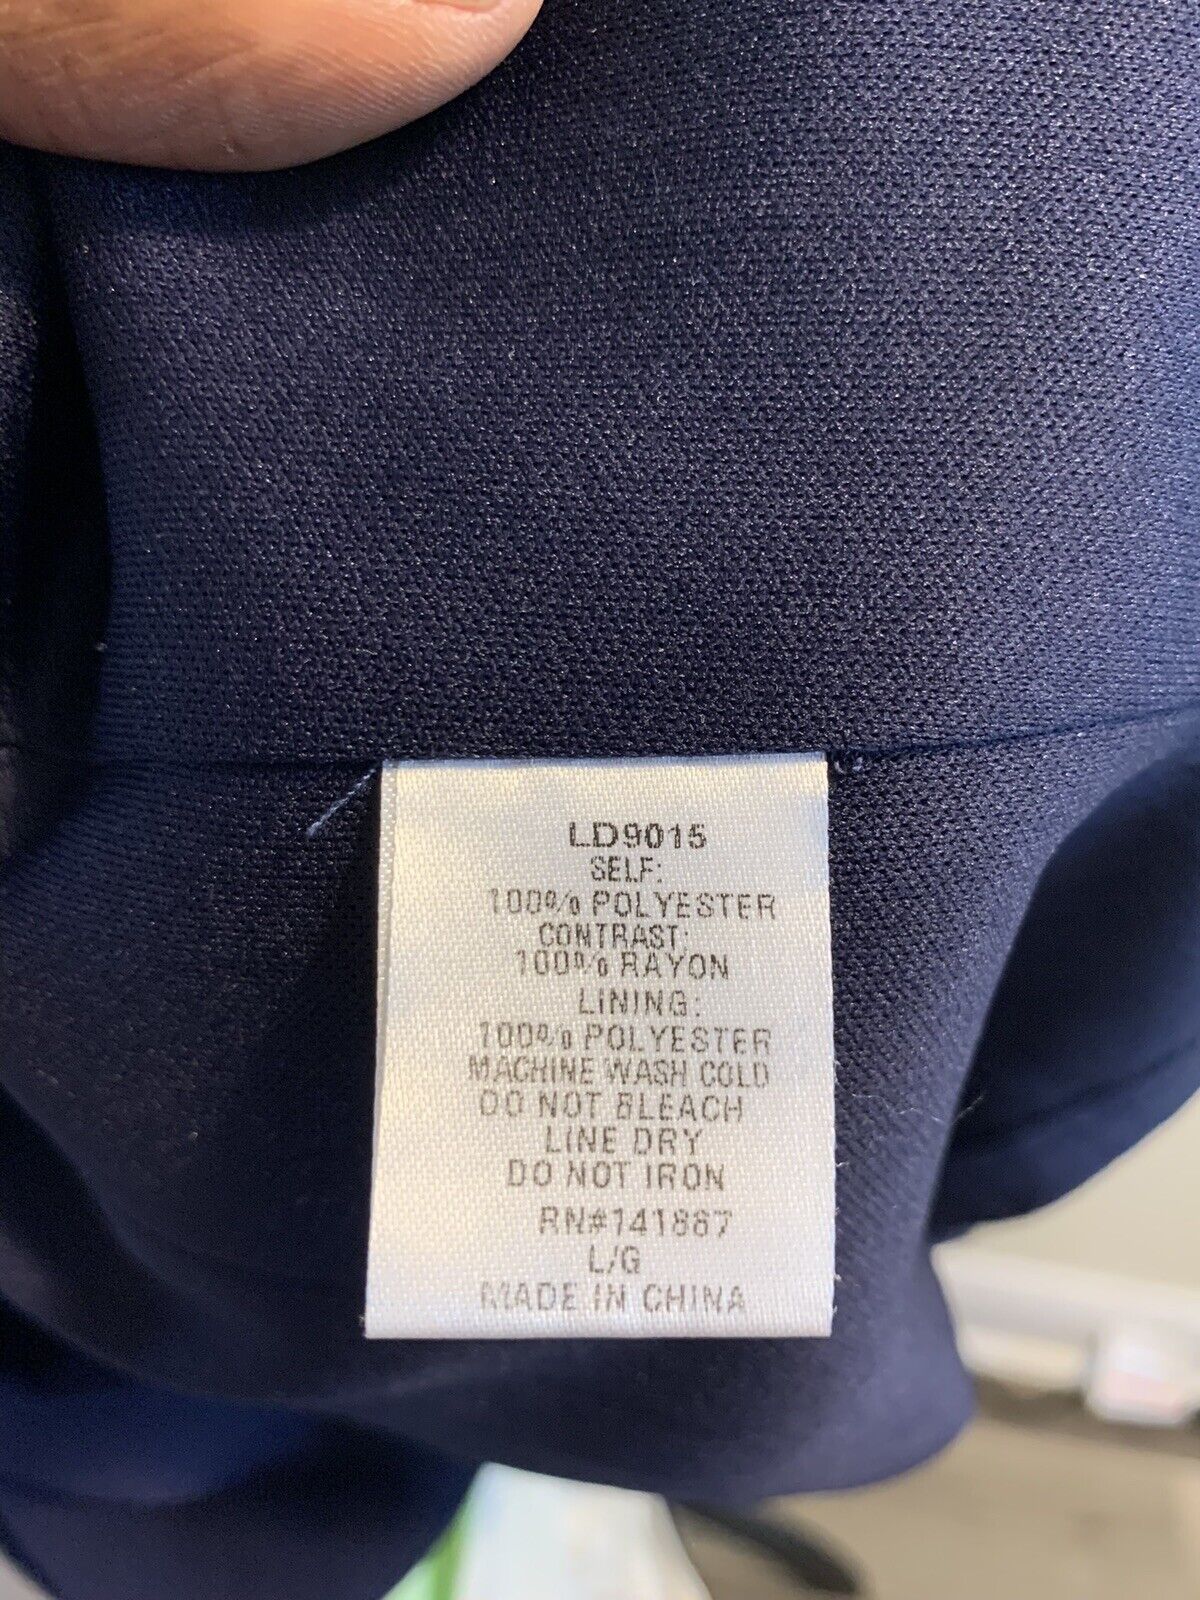 LD9015
SELF:
100% POLYESTER
CONTRAST:
100% RAYON
LINING:
100% POLYESTER
MACHINE WASH COLD
DO NOT BLEACH
LINE DRY
DO NOT IRON
RN#141887
L/G
MADE IN CHINA